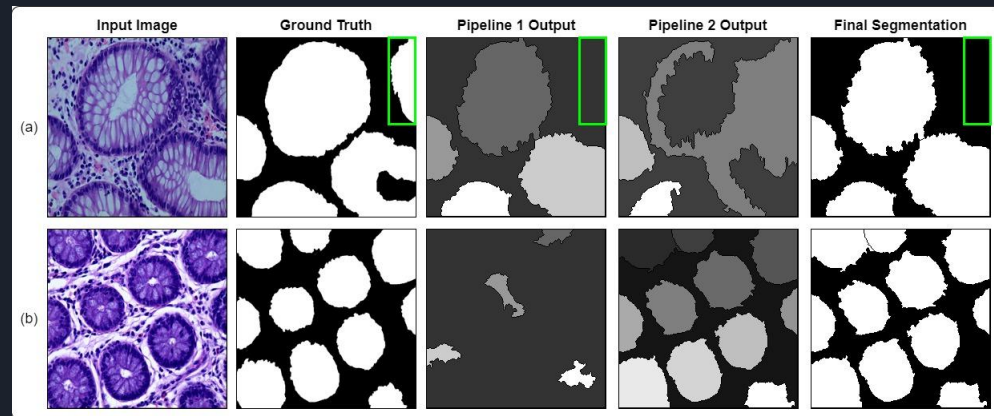 Input Image Ground Truth Pipeline 1 Output Pipeline 2 Output Final Segmentation
(a)
(b)